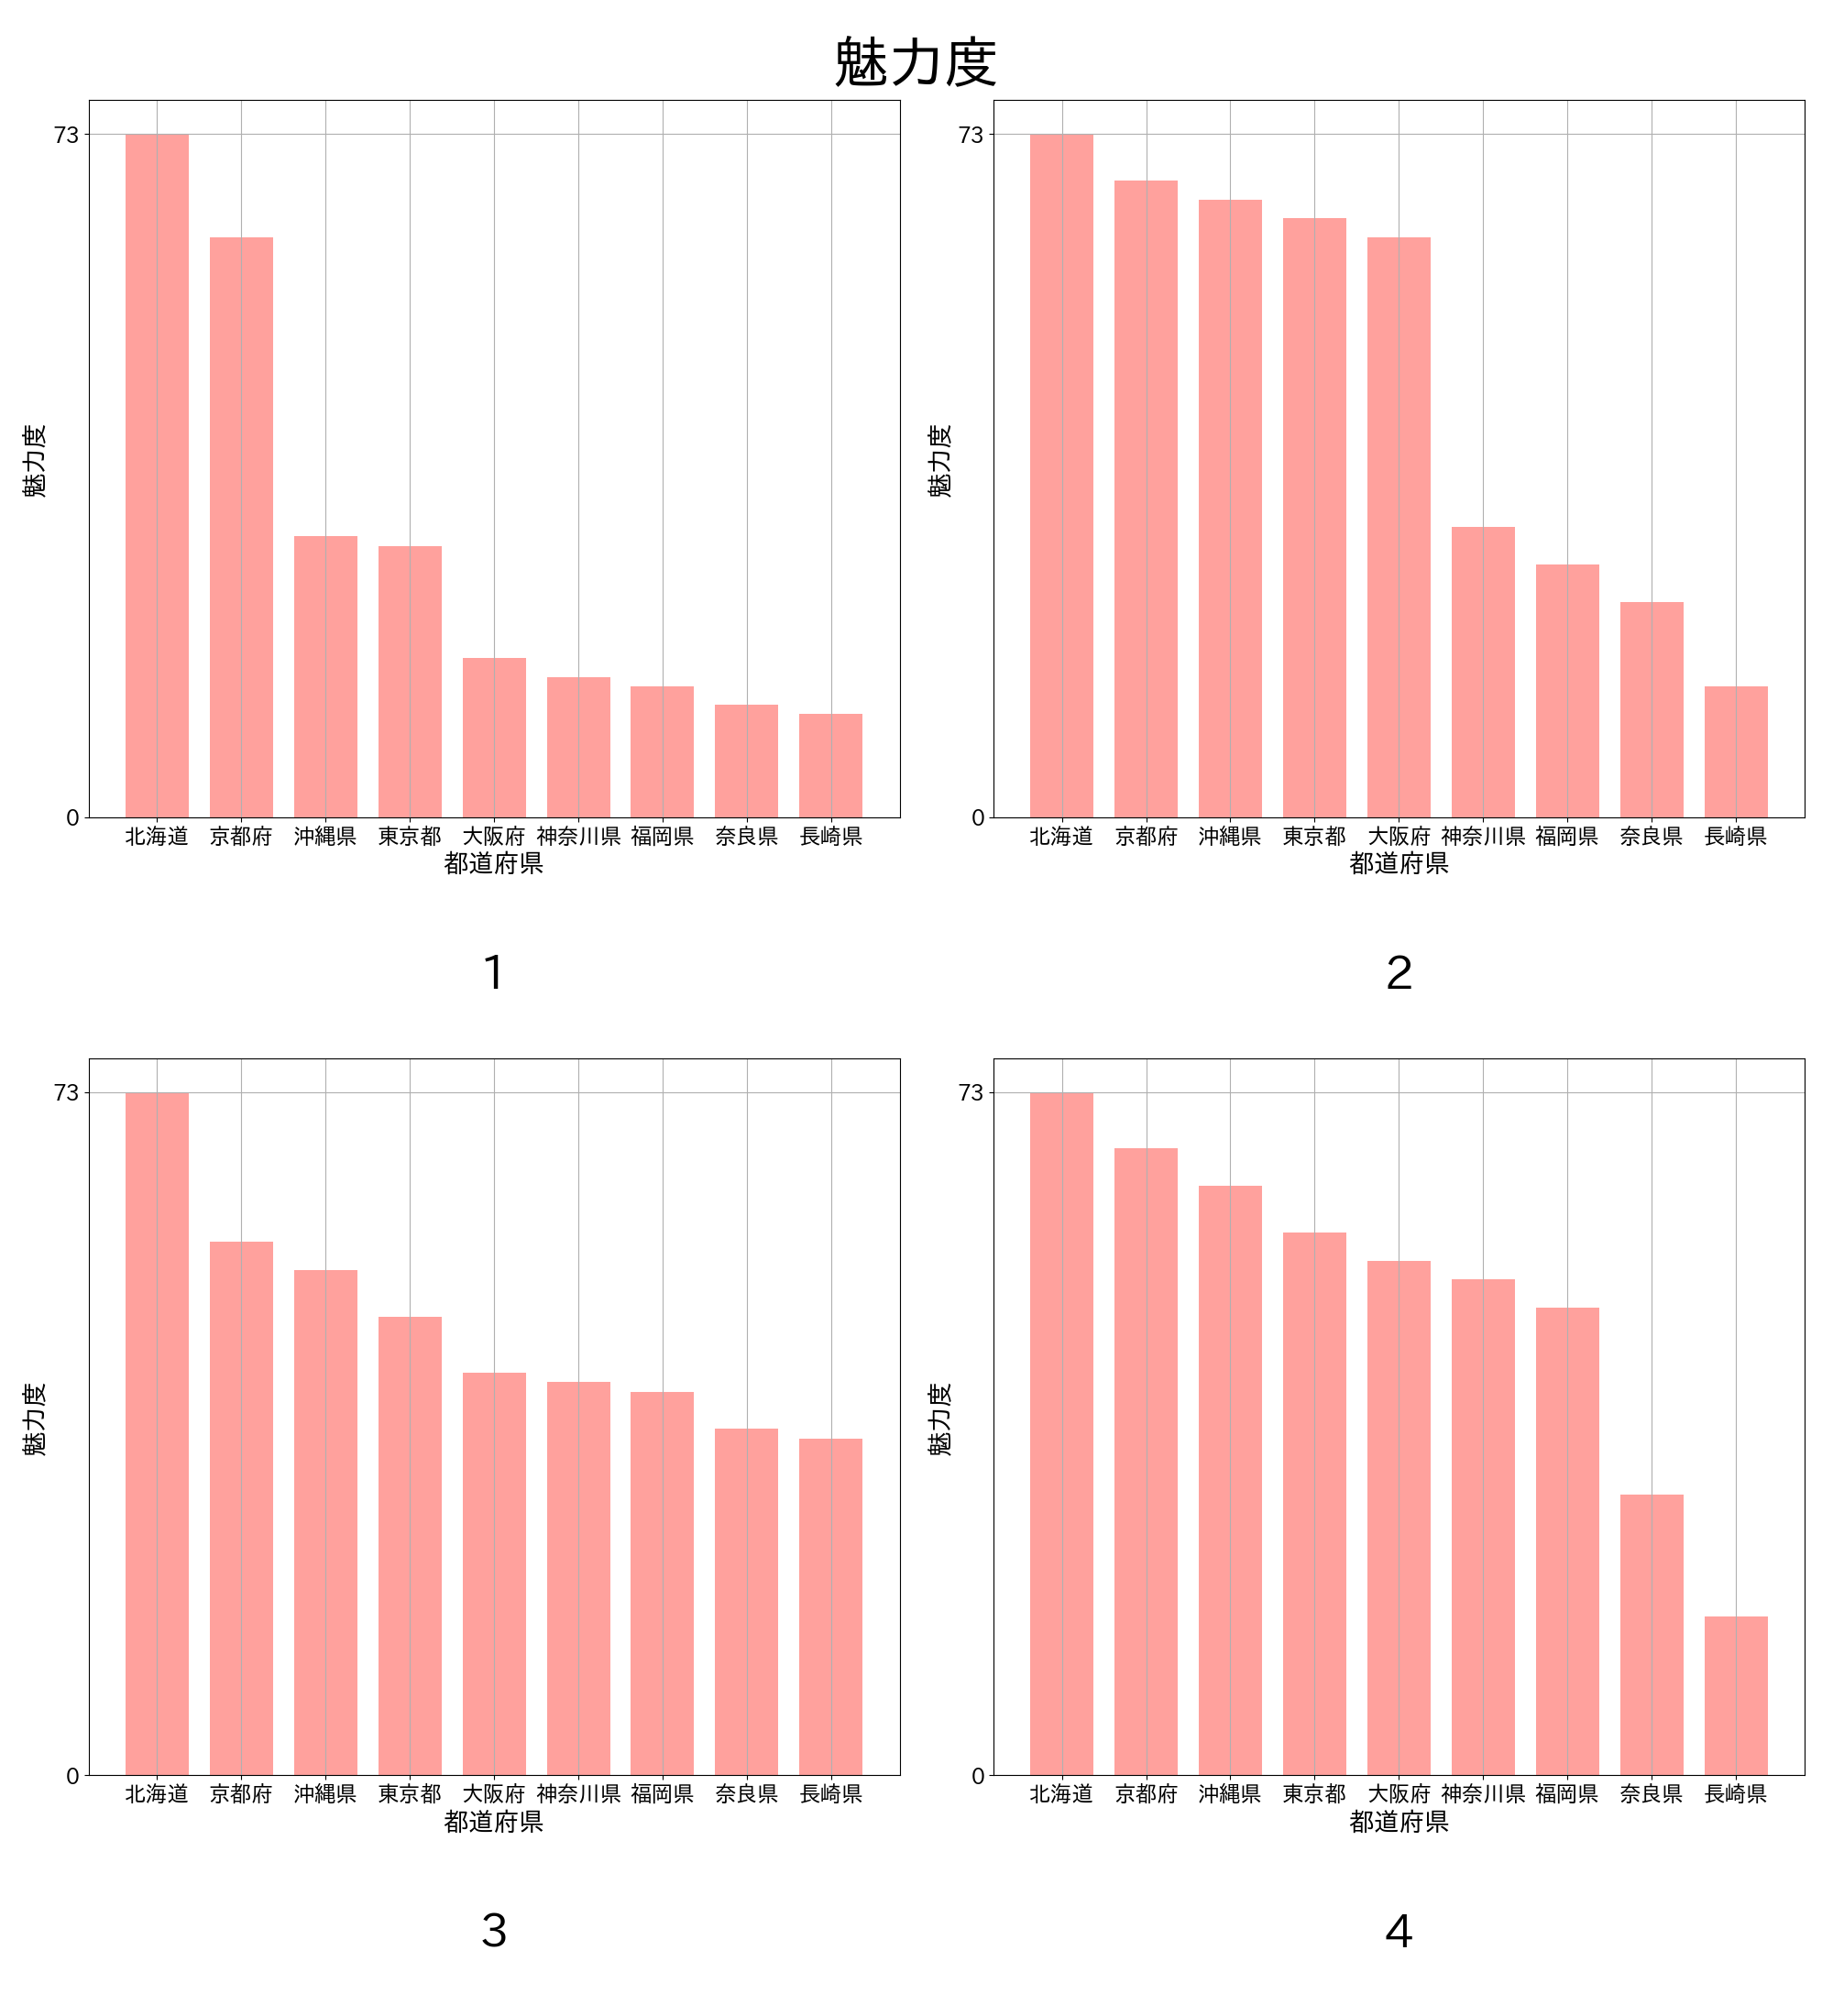 魅力度
73
73
魅力度
魅力度
0
0
北海道 京都府 沖縄県 東京都 大阪府 神奈川県 福岡県 奈良県 長崎県
北海道 京都府 沖縄県 東京都 大阪府 神奈川県 福岡県 奈良県 長崎県
都道府県
都道府県
1
2
73
73
魅力度
魅力度
0
0
北海道 京都府 沖縄県 東京都 大阪府 神奈川県 福岡県 奈良県 長崎県
北海道 京都府 沖縄県 東京都 大阪府 神奈川県 福岡県 奈良県 長崎県
都道府県
都道府県
3
4